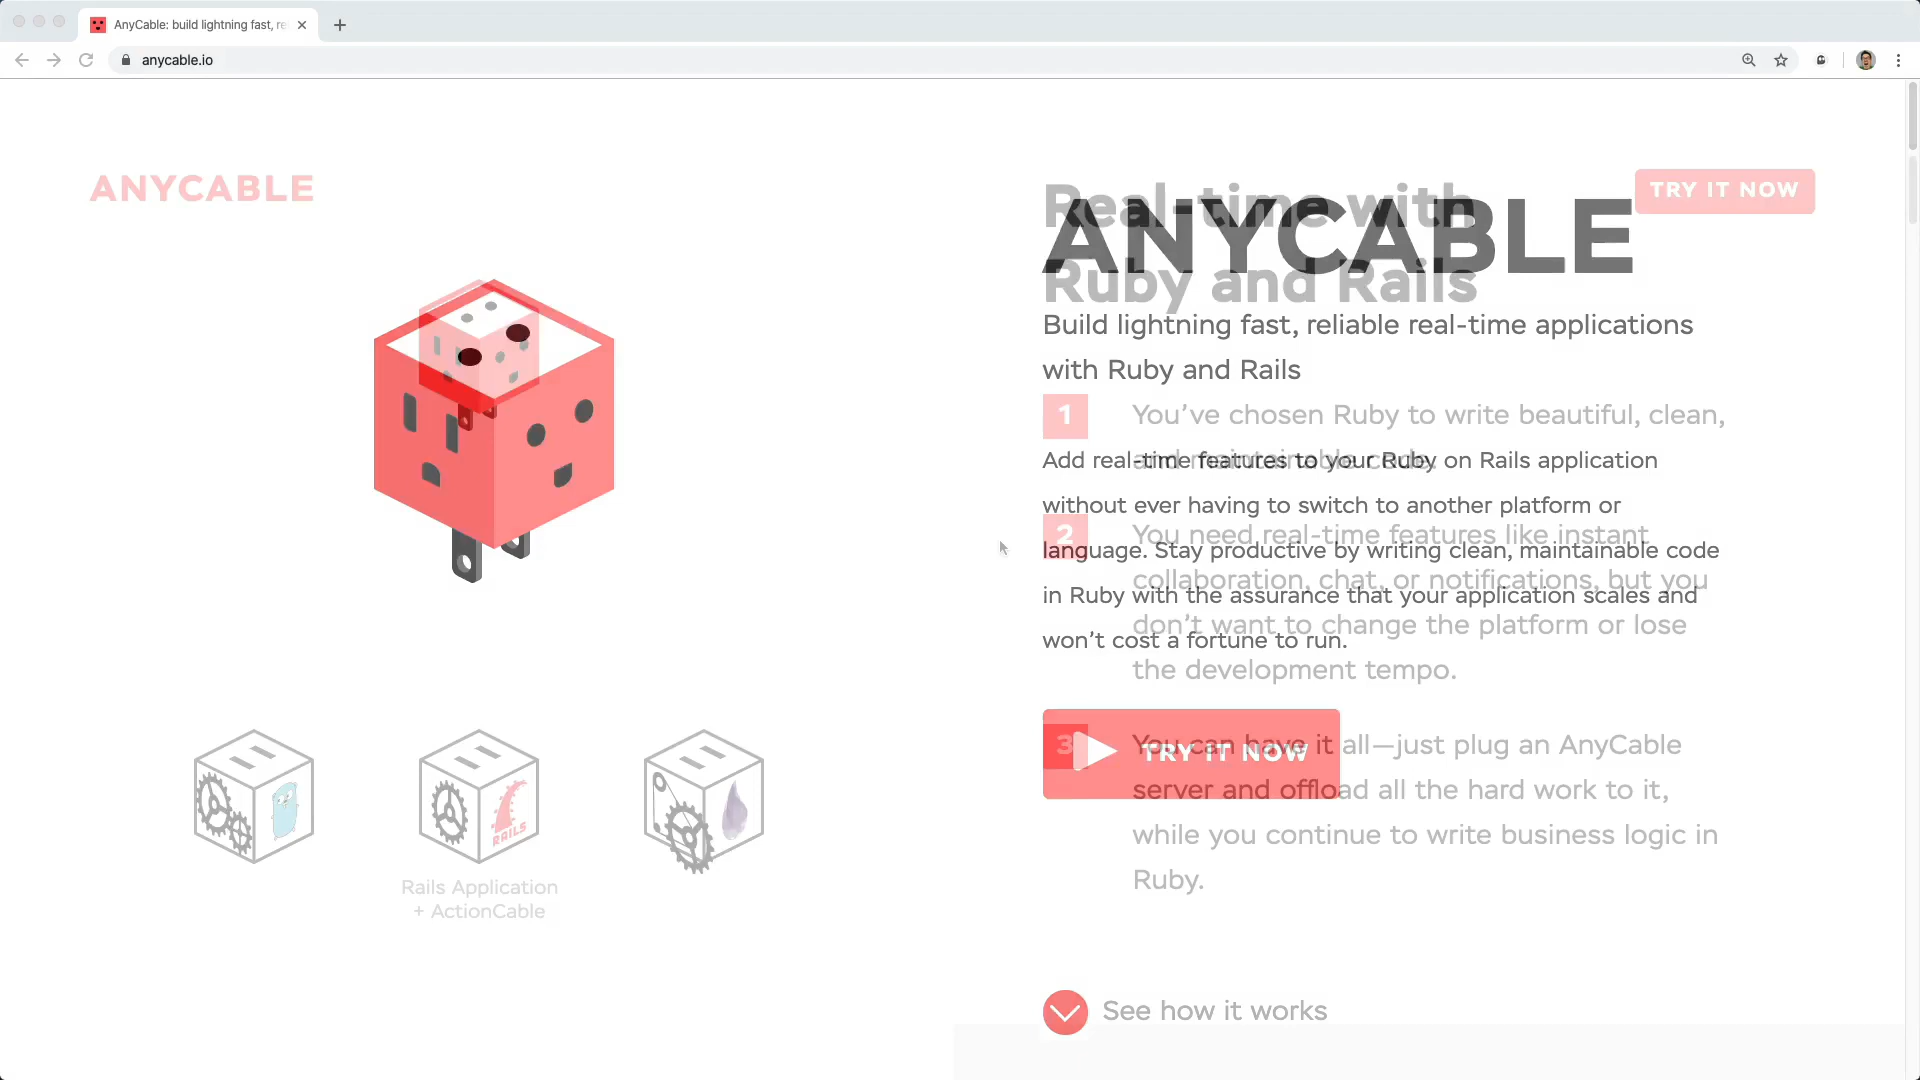 AnyCable: build lightning fast, re
anycable.io
ANYCABLE
TRY IT NOW
Real-time with
Ruby and Rails
ANYCABLE
Build lightning fast, reliable real-time applications
with Ruby and Rails
1
You've chosen Ruby to write beautiful, clean,
and maintainable code.
Add real-time features to your Ruby on Rails application
without ever having to switch to another platform or
language. Stay productive by writing clean, maintainable code
in Ruby with the assurance that your application scales and
won't cost a fortune to run.
2
You need real-time features like instant
collaboration, chat, or notifications, but you
don't want to change the platform or lose
the development tempo.
TRY IT NOW
3
You can have it all—just plug an AnyCable
server and offload all the hard work to it,
while you continue to write business logic in
Ruby.
RAILS
Rails Application
+ ActionCable
See how it works